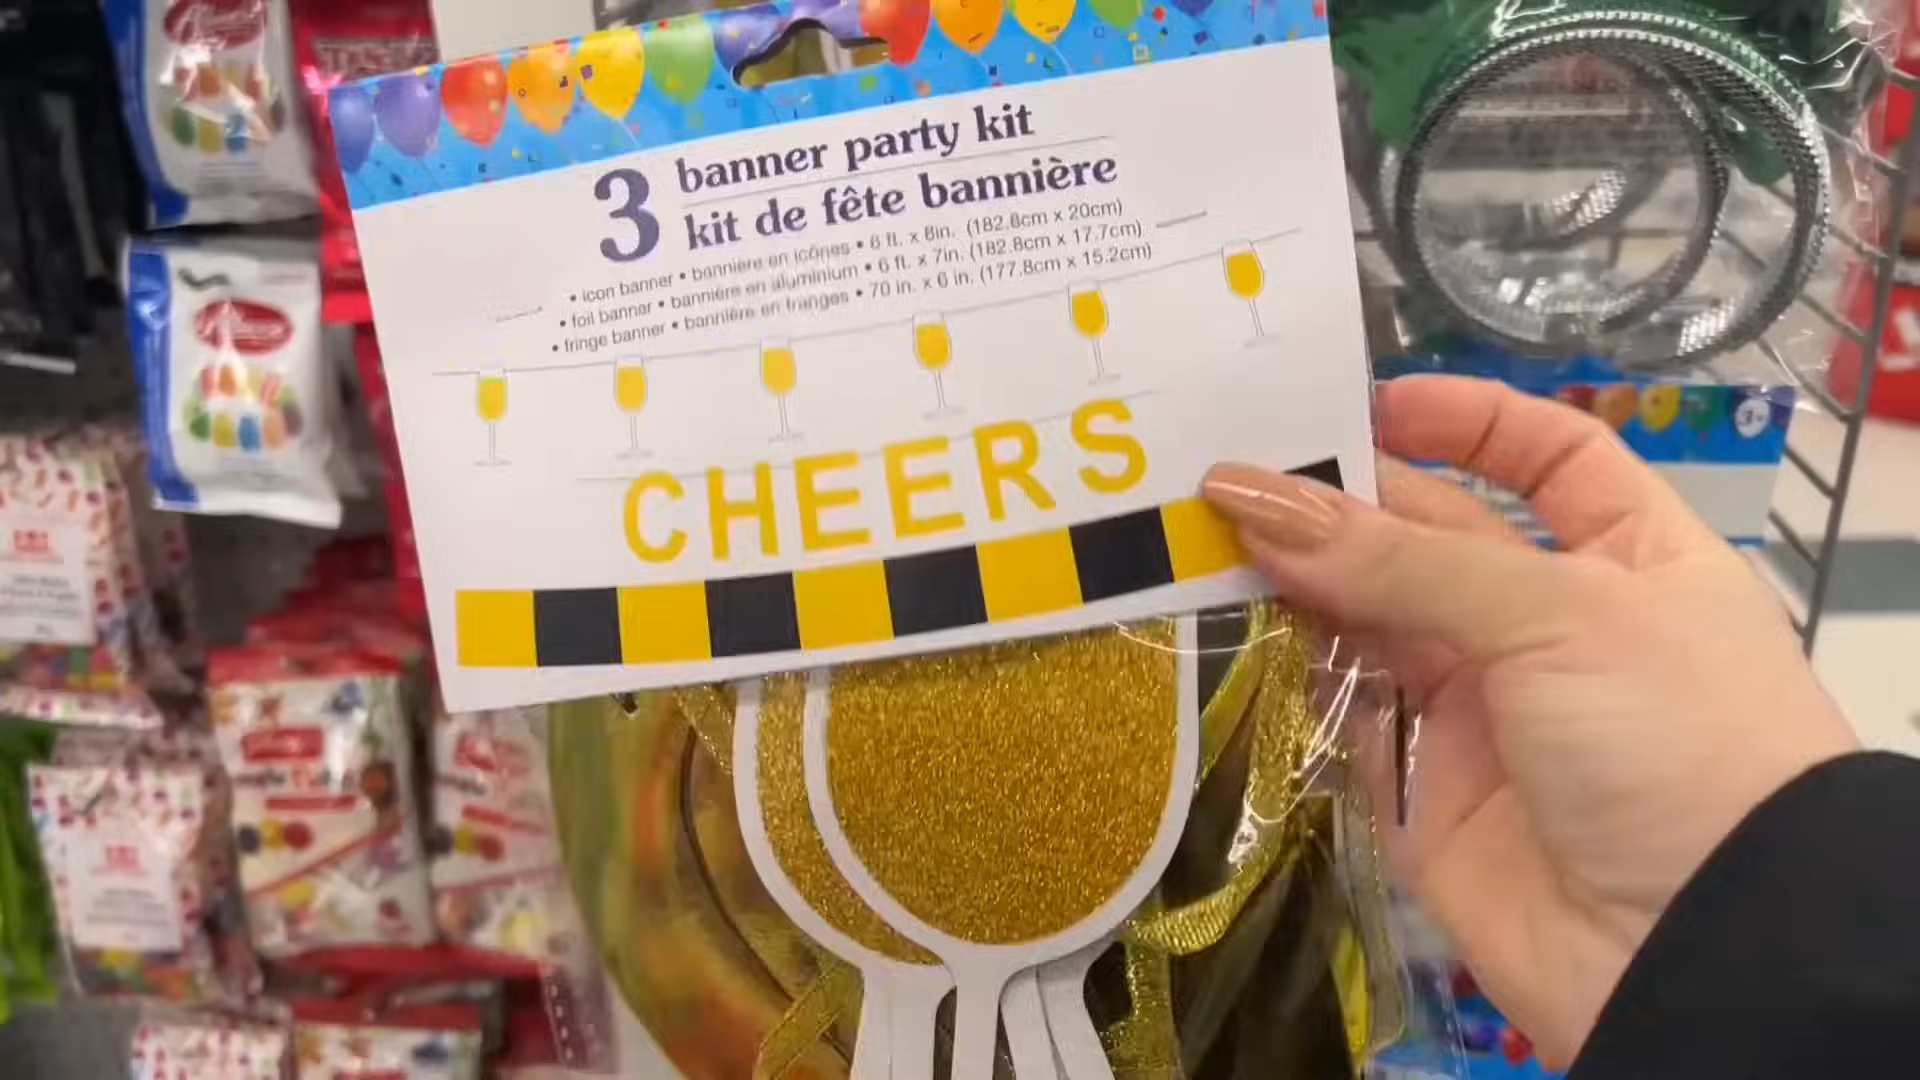 3 banner party kit
kit de fête bannière
• icon banner • bannière en icônes • 6 ft. x 8in. (182.8cm x 20cm)
• foil banner • bannière en aluminium • 6 ft. x 7in. (182.8cm x 17.7cm)
• fringe banner • bannière en franges • 70 in. x 6 in. (177.8cm x 15.2cm)
CHEERS